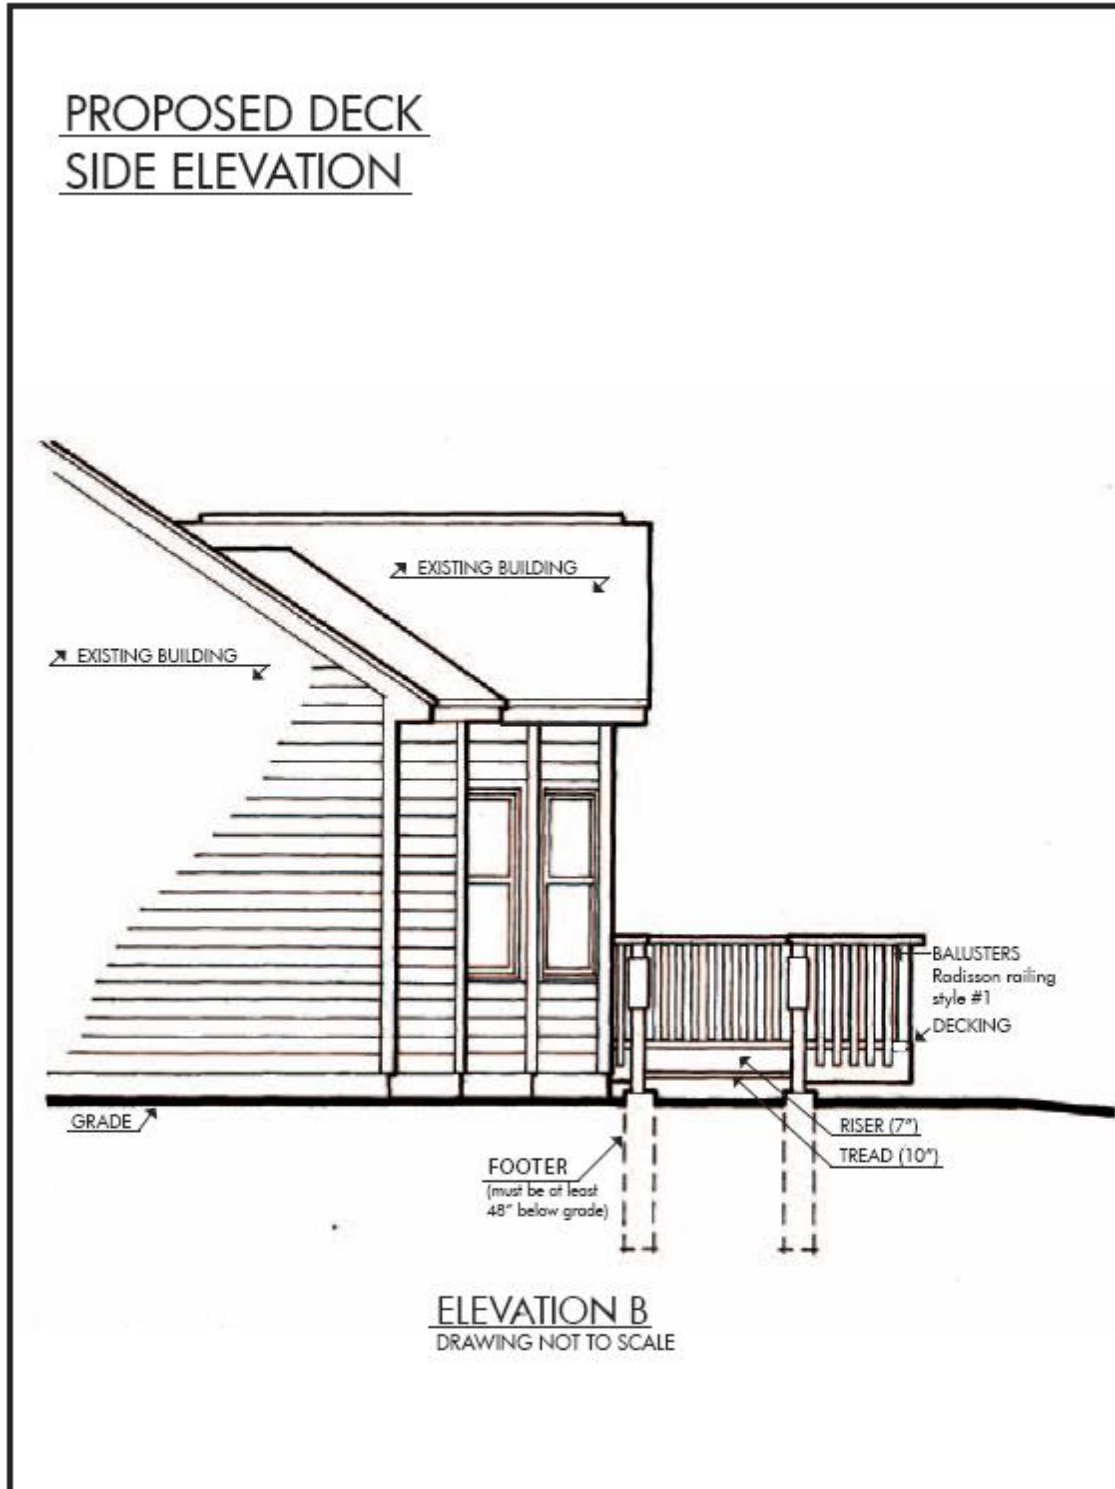 PROPOSED DECK
SIDE ELEVATION
EXISTING BUILDING
EXISTING BUILDING
BALUSTERS
Radisson railing
style #1
DECKING
GRADE
RISER (7")
TREAD (10")
FOOTER
(must be at least
48" below grade)
ELEVATION B
DRAWING NOT TO SCALE